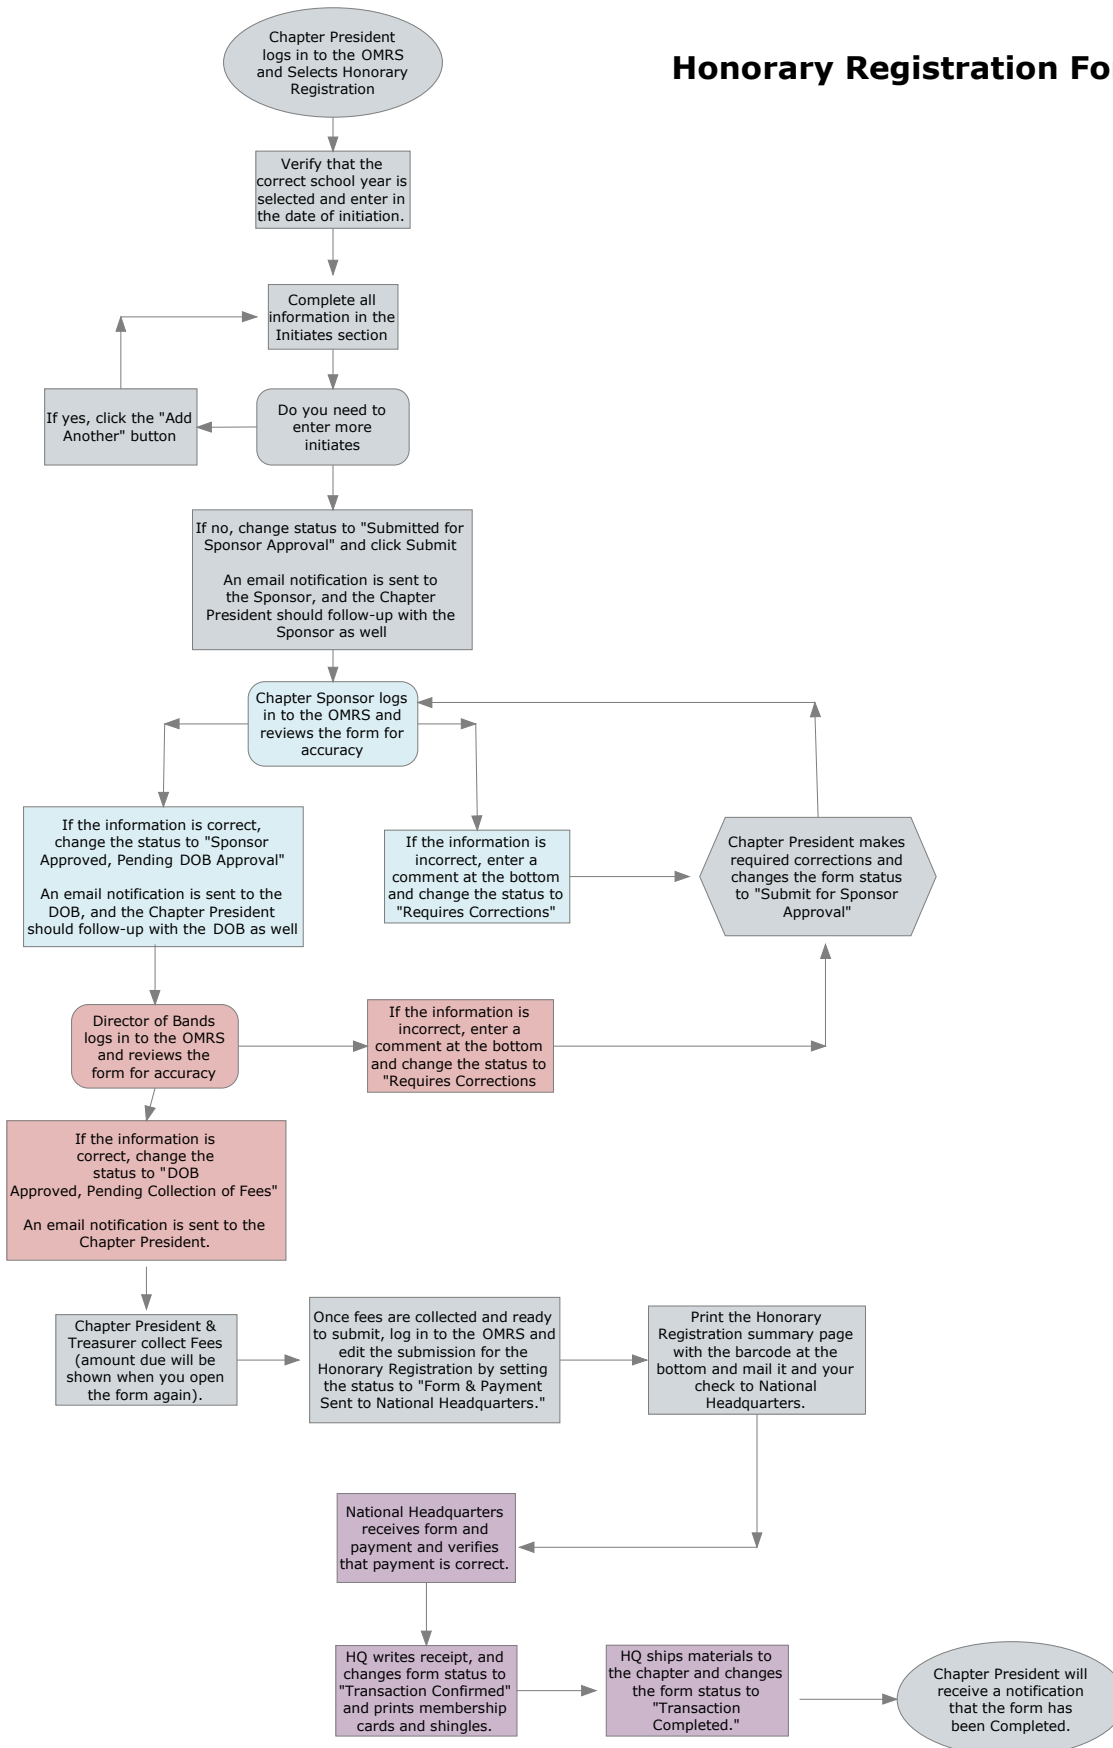 Chapter President
logs in to the OMRS
and Selects Honorary
Registration
Honorary Registration Fo
Verify that the
correct school year is
selected and enter in
the date of initiation.
Complete all
information in the
Initiates section
If yes, click the "Add
Another" button
Do you need to
enter more
initiates
If no, change status to "Submitted for
Sponsor Approval" and click Submit
An email notification is sent to
the Sponsor, and the Chapter
President should follow-up with the
Sponsor as well
Chapter Sponsor logs
in to the OMRS and
reviews the form for
accuracy
If the information is correct,
change the status to "Sponsor
Approved, Pending DOB Approval"
An email notification is sent to the
DOB, and the Chapter President
should follow-up with the DOB as well
If the information is
incorrect, enter a
comment at the bottom
and change the status to
"Requires Corrections"
Chapter President makes
required corrections and
changes the form status
to "Submit for Sponsor
Approval"
Director of Bands
logs in to the OMRS
and reviews the
form for accuracy
If the information is
incorrect, enter a
comment at the bottom
and change the status to
"Requires Corrections
If the information is
correct, change the
status to "DOB
Approved, Pending Collection of Fees"
An email notification is sent to the
Chapter President.
Chapter President &
Treasurer collect Fees
(amount due will be
shown when you open
the form again).
Once fees are collected and ready
to submit, log in to the OMRS and
edit the submission for the
Honorary Registration by setting
the status to "Form & Payment
Sent to National Headquarters."
Print the Honorary
Registration summary page
with the barcode at the
bottom and mail it and your
check to National
Headquarters.
National Headquarters
receives form and
payment and verifies
that payment is correct.
HQ writes receipt, and
changes form status to
"Transaction Confirmed"
and prints membership
cards and shingles.
HQ ships materials to
the chapter and changes
the form status to
"Transaction
Completed."
Chapter President will
receive a notification
that the form has
been Completed.